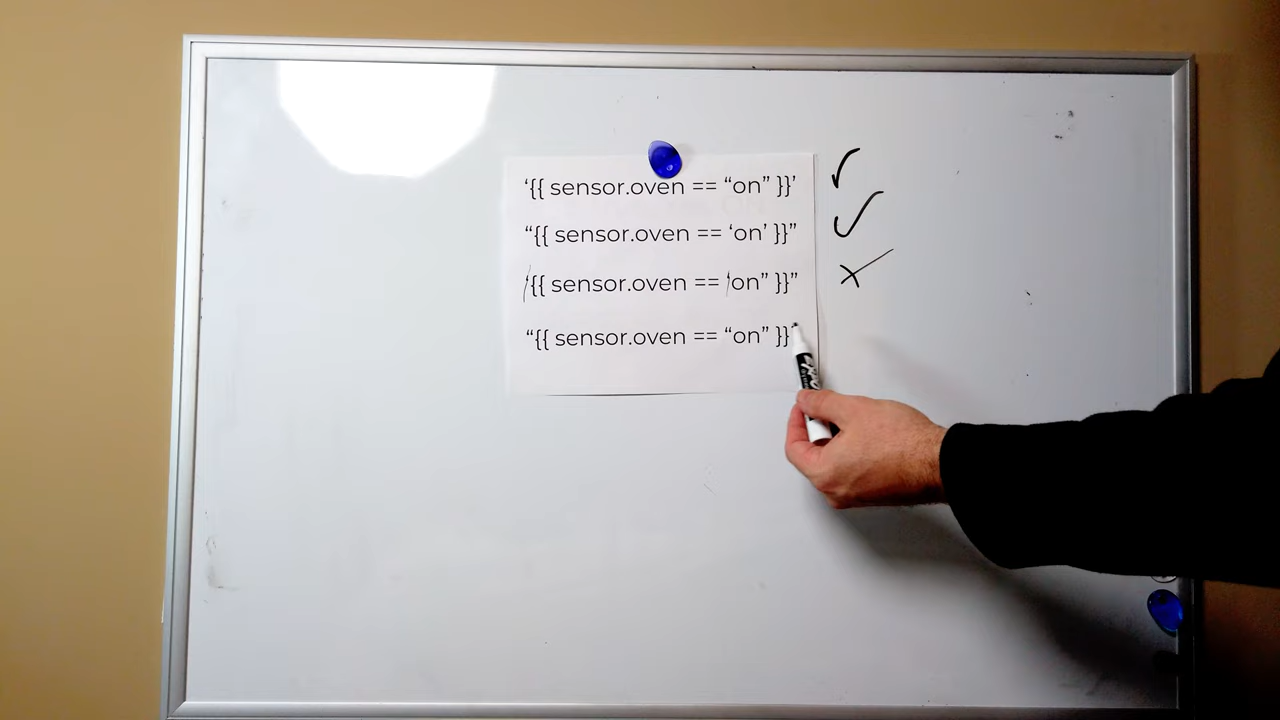 ‘{{ sensor.oven == “on” }}’
“{{ sensor.oven == ‘on’ }}”
‘{{ sensor.oven == ‘on” }}”
“{{ sensor.oven == “on” }}”